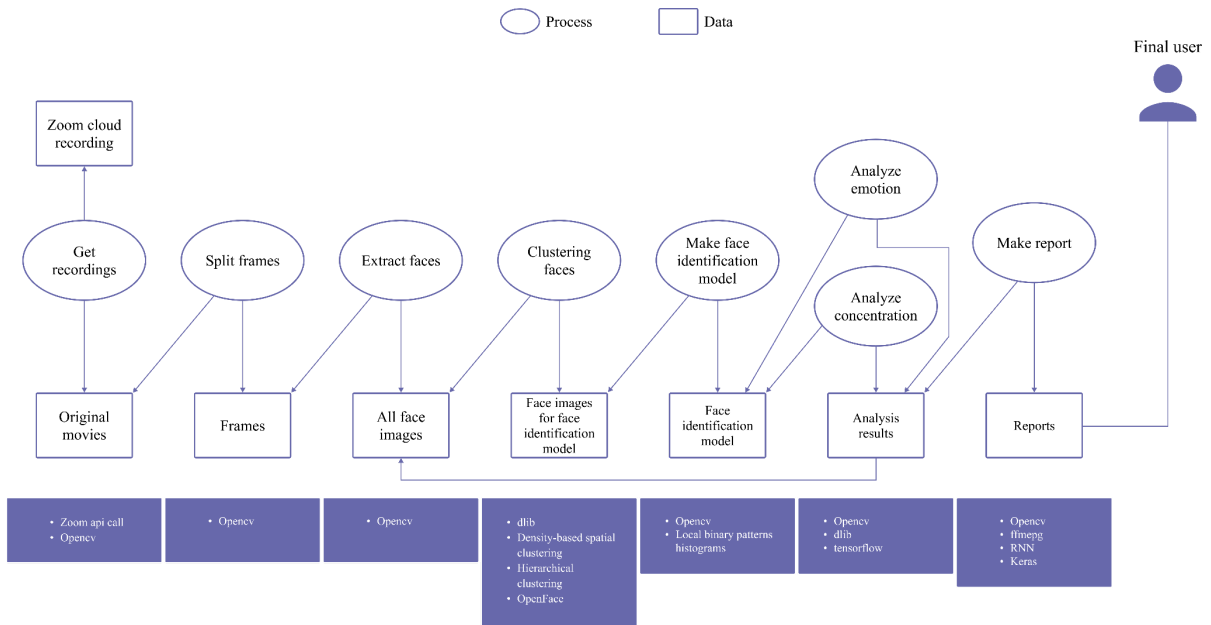 Process
Data
Final user
Zoom cloud
recording
Analyze
emotion
Get
recordings
Split frames
Extract faces
Clustering
faces
Make face
identification
model
Analyze
concentration
Make report
Original
movies
Frames
All face
images
Face images
for face
identification
model
Face
identification
model
Analysis
results
Reports
• Zoom api call
• Opencv
• Opencv
• Opencv
• dlib
• Density-based spatial
clustering
• Hierarchical
clustering
• OpenFace
• Opencv
• Local binary patterns
histograms
• Opencv
• dlib
• tensorflow
• Opencv
• ffmepg
• RNN
• Keras